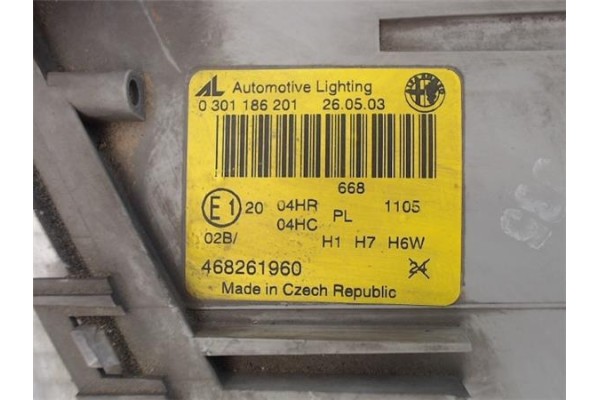 AL Automotive Lighting
0 301 186 201 26.05.03
668
E1 20 04HR PL 1105
04HC
02B/ H1 H7 H6W
468261960 24
Made in Czech Republic